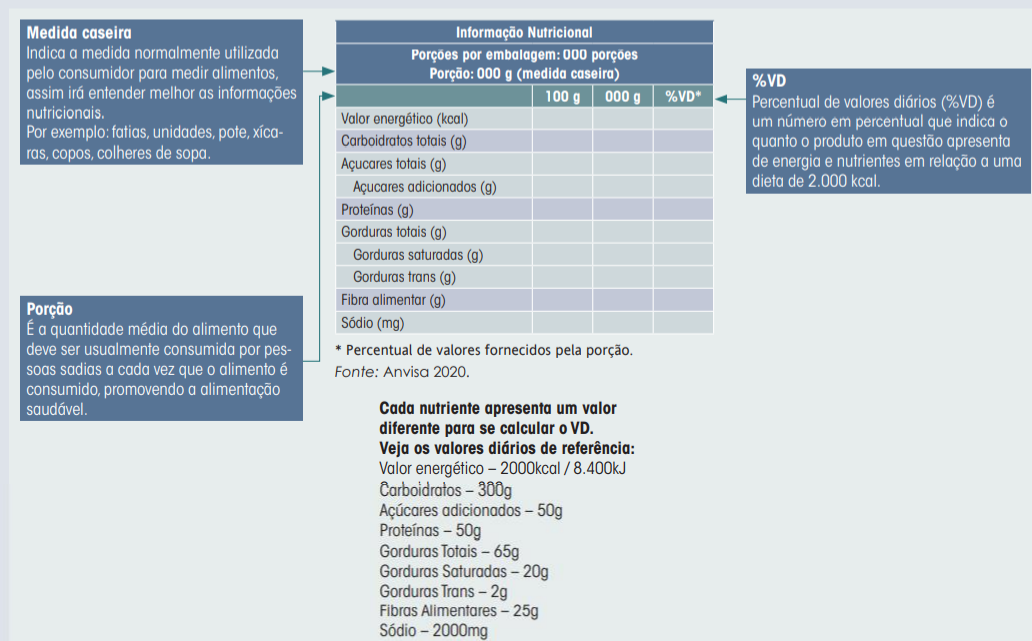 Medida caseira
Indica a medida normalmente utilizada
pelo consumidor para medir alimentos,
assim irá entender melhor as informações
nutricionais.
Por exemplo: fatias, unidades, pote, xíca-
ras, copos, colheres de sopa.
Porção
É a quantidade média do alimento que
deve ser usualmente consumida por pes-
soas sadias a cada vez que o alimento é
consumido, promovendo a alimentação
saudável.
Informação Nutricional
Porções por embalagem: 000 porções
Porção: 000 g (medida caseira)
100 g 000 g %VD*
Valor energético (kcal)
Carboidratos totais (g)
Açucares totais (g)
Açucares adicionados (g)
Proteínas (g)
Gorduras totais (g)
Gorduras saturadas (g)
Gorduras trans (g)
Fibra alimentar (g)
Sódio (mg)
* Percentual de valores fornecidos pela porção.
Fonte: Anvisa 2020.
%VD
Percentual de valores diários (%VD) é
um número em percentual que indica o
quanto o produto em questão apresenta
de energia e nutrientes em relação a uma
dieta de 2.000 kcal.
Cada nutriente apresenta um valor
diferente para se calcular o VD.
Veja os valores diários de referência:
Valor energético – 2000kcal / 8.400kJ
Carboidratos – 300g
Açúcares adicionados – 50g
Proteínas – 50g
Gorduras Totais – 65g
Gorduras Saturadas – 20g
Gorduras Trans – 2g
Fibras Alimentares – 25g
Sódio – 2000mg